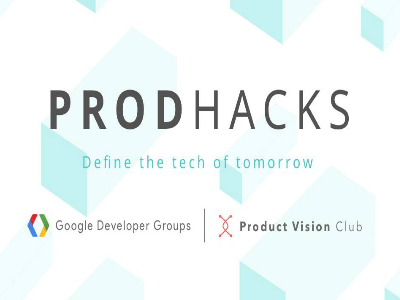 PRODHACKS
Define the tech of tomorrow
Google Developer Groups
Product Vision Club